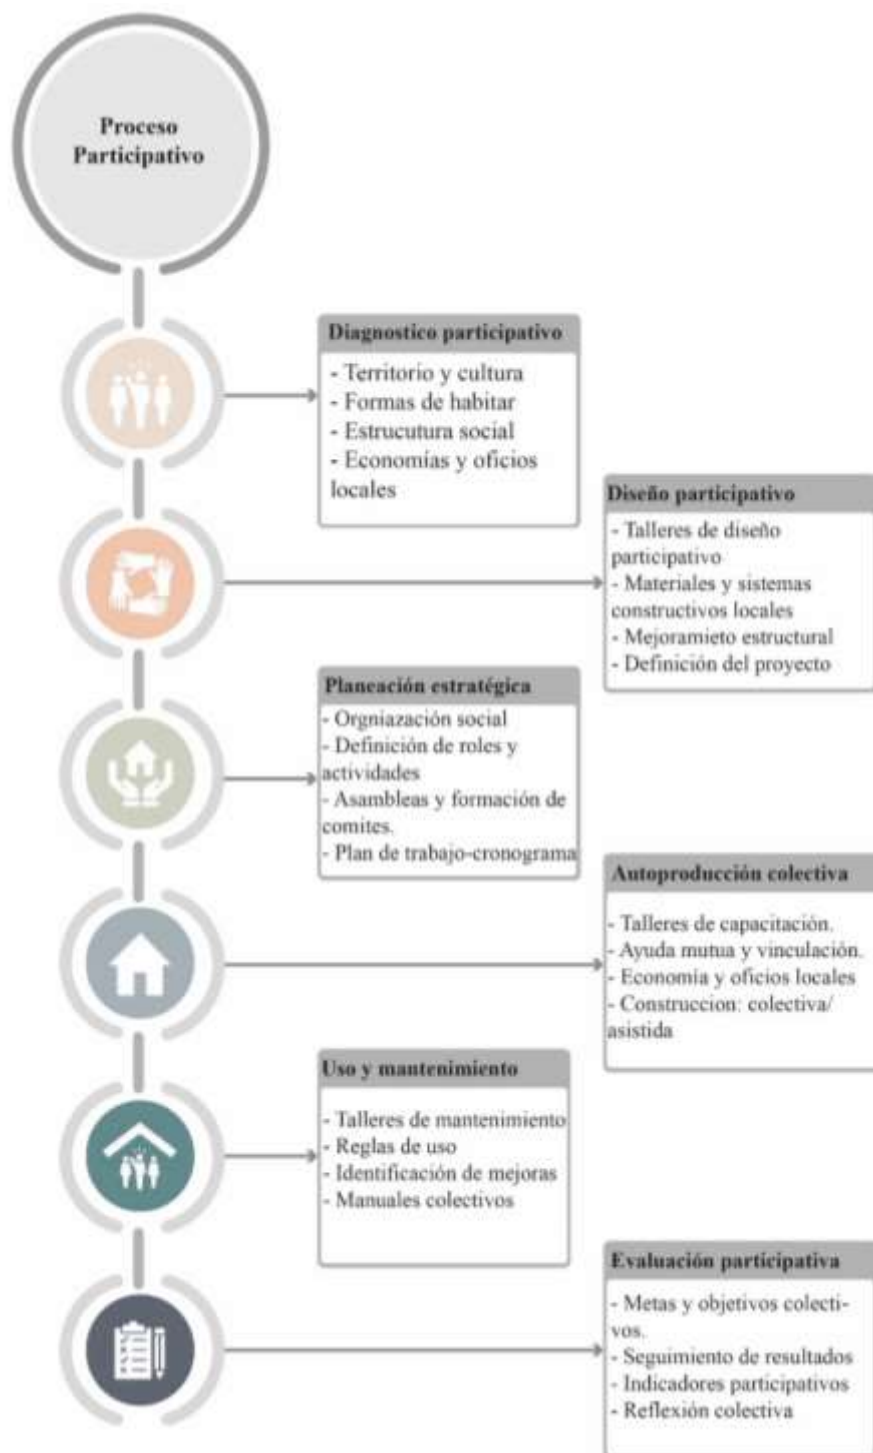 Proceso
Participativo
Diagnostico participativo
- Territorio y cultura
- Formas de habitar
- Estrucutura social
- Economías y oficios
locales
Diseño participativo
- Talleres de diseño
participativo
- Materiales y sistemas
constructivos locales
- Mejoramieto estructural
- Definición del proyecto
Planeación estratégica
- Orgniazación social
- Definición de roles y
actividades
- Asambleas y formación de
comites.
- Plan de trabajo-cronograma
Autoproducción colectiva
- Talleres de capacitación.
- Ayuda mutua y vinculación.
- Economía y oficios locales
- Construccion: colectiva/
asistida
Uso y mantenimiento
- Talleres de mantenimiento
- Reglas de uso
- Identificación de mejoras
- Manuales colectivos
Evaluación participativa
- Metas y objetivos colecti-
vos.
- Seguimiento de resultados
- Indicadores participativos
- Reflexión colectiva